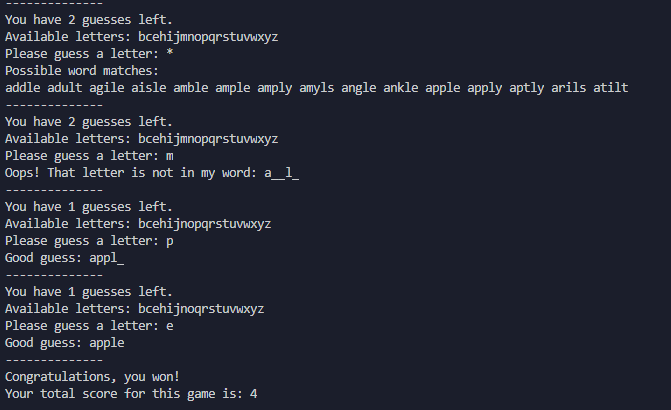 --------------
You have 2 guesses left.
Available letters: bcehijmnopqrstuvwxyz
Please guess a letter: *
Possible word matches:
addle adult agile aisle amble ample amply amyls angle ankle apple apply aptly arils atilt
--------------
You have 2 guesses left.
Available letters: bcehijmnopqrstuvwxyz
Please guess a letter: m
Oops! That letter is not in my word: a__l_
--------------
You have 1 guesses left.
Available letters: bcehijnopqrstuvwxyz
Please guess a letter: p
Good guess: appl_
--------------
You have 1 guesses left.
Available letters: bcehijnoqrstuvwxyz
Please guess a letter: e
Good guess: apple
--------------
Congratulations, you won!
Your total score for this game is: 4